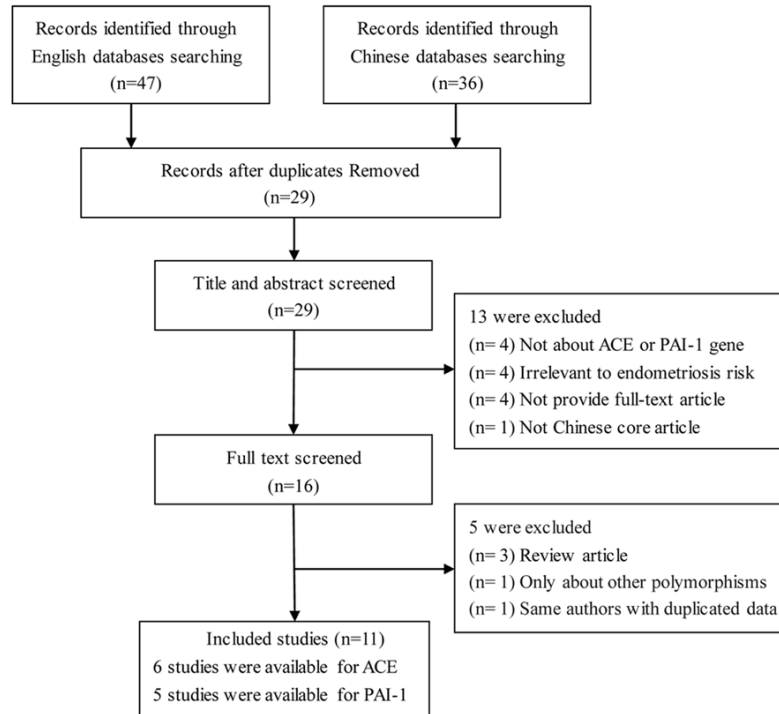 Records identified through
English databases searching
(n=47)
Records identified through
Chinese databases searching
(n=36)
Records after duplicates Removed
(n=29)
Title and abstract screened
(n=29)
13 were excluded
(n= 4) Not about ACE or PAI-1 gene
(n= 4) Irrelevant to endometriosis risk
(n= 4) Not provide full-text article
(n= 1) Not Chinese core article
Full text screened
(n=16)
5 were excluded
(n= 3) Review article
(n= 1) Only about other polymorphisms
(n= 1) Same authors with duplicated data
Included studies (n=11)
6 studies were available for ACE
5 studies were available for PAI-1